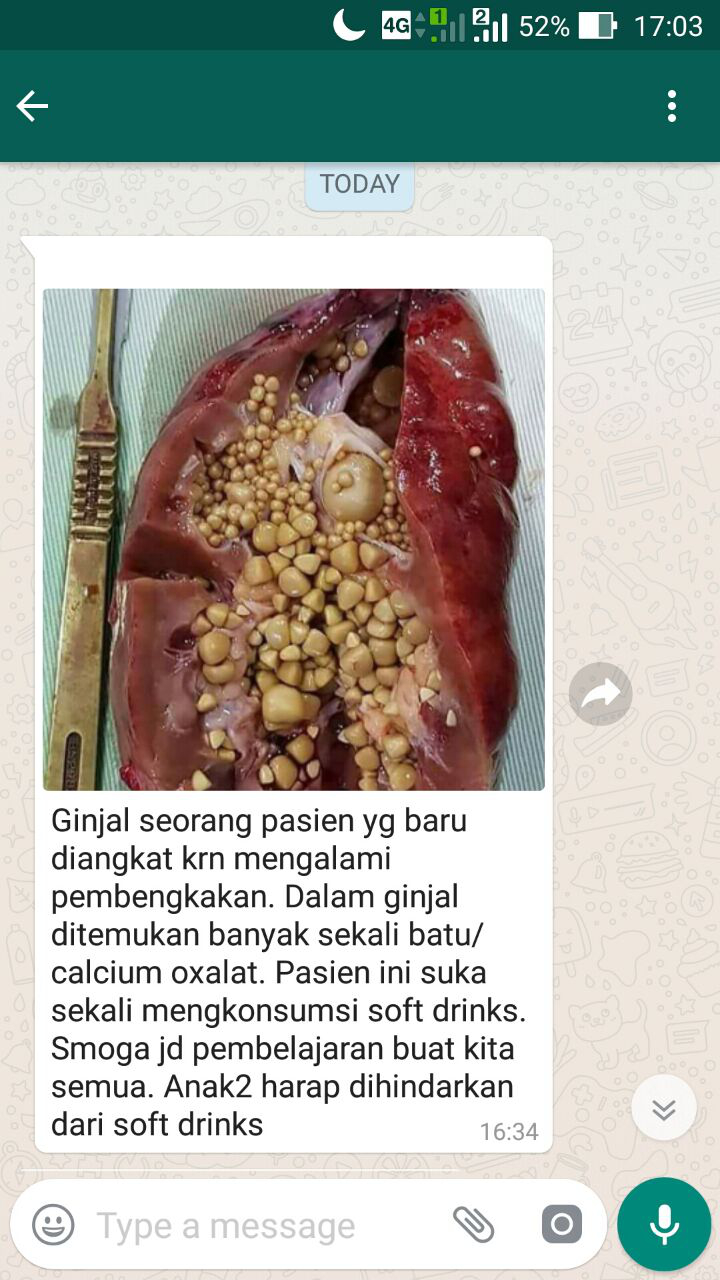 4G 1 2 52% 17:03
TODAY
Ginjal seorang pasien yg baru
diangkat krn mengalami
pembengkakan. Dalam ginjal
ditemukan banyak sekali batu/
calcium oxalat. Pasien ini suka
sekali mengkonsumsi soft drinks.
Smoga jd pembelajaran buat kita
semua. Anak2 harap dihindarkan
dari soft drinks 16:34
Type a message